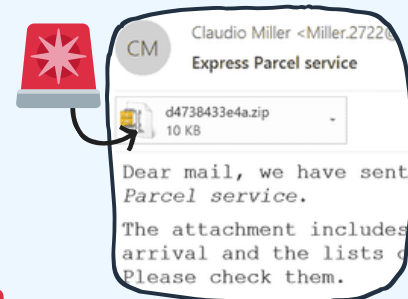 CM
Claudio Miller <Miller.2722@
Express Parcel service
d4738433e4a.zip
10 KB
Dear mail, we have sent
Parcel service.
The attachment includes
arrival and the lists
Please check them.